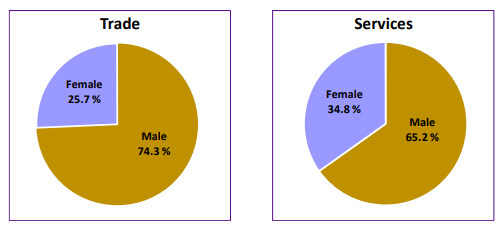 Trade
Female
25.7 %
Male
74.3 %
Services
Female
34.8 %
Male
65.2 %